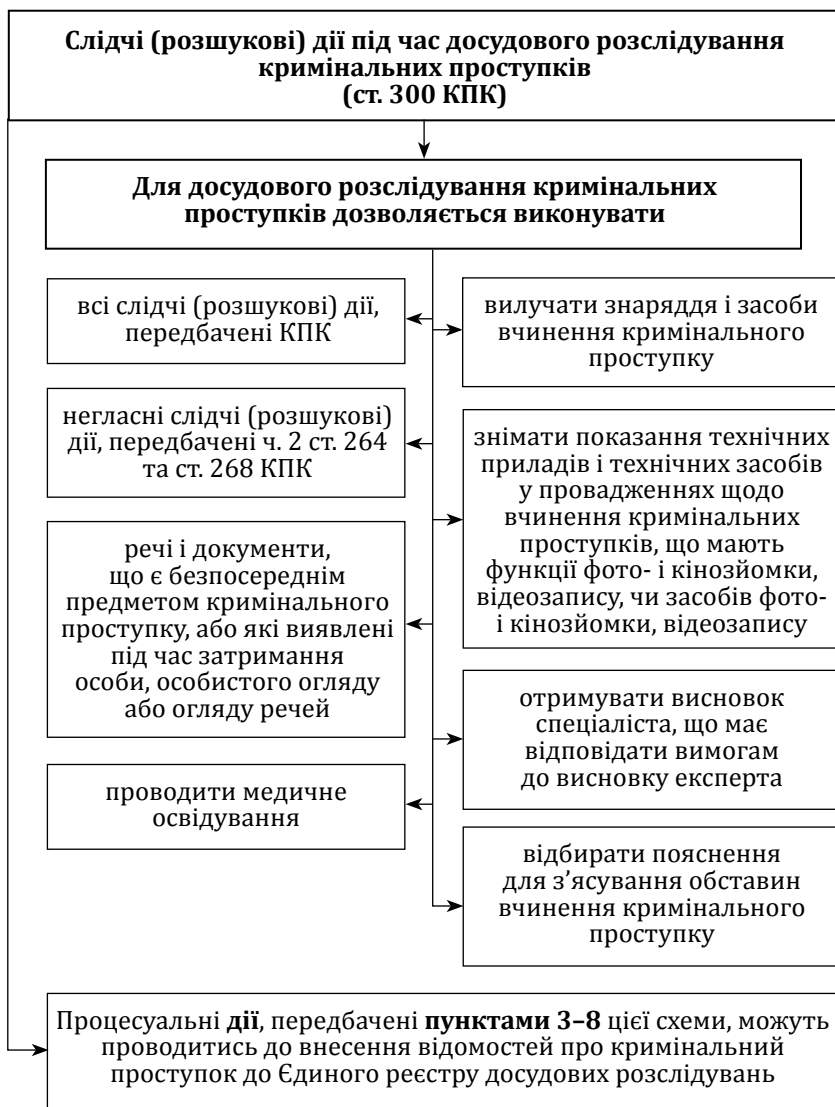 Слідчі (розшукові) дії під час досудового розслідування
кримінальних проступків
(ст. 300 КПК)
Для досудового розслідування кримінальних
проступків дозволяється виконувати
всі слідчі (розшукові) дії,
передбачені КПК
негласні слідчі (розшукові)
дії, передбачені ч. 2 ст. 264
та ст. 268 КПК
речі і документи,
що є безпосереднім
предметом кримінального
проступку, або які виявлені
під час затримання
особи, особистого огляду
або огляду речей
проводити медичне
освідування
вилучати знаряддя і засоби
вчинення кримінального
проступку
знімати показання технічних
приладів і технічних засобів
у провадженнях щодо
вчинення кримінальних
проступків, що мають
функції фото- і кінозйомки,
відеозапису, чи засобів фото-
і кінозйомки, відеозапису
отримувати висновок
спеціаліста, що має
відповідати вимогам
до висновку експерта
відбирати пояснення
для з’ясування обставин
вчинення кримінального
проступку
Процесуальні дії, передбачені пунктами 3–8 цієї схеми, можуть
проводитись до внесення відомостей про кримінальний
проступок до Єдиного реєстру досудових розслідувань